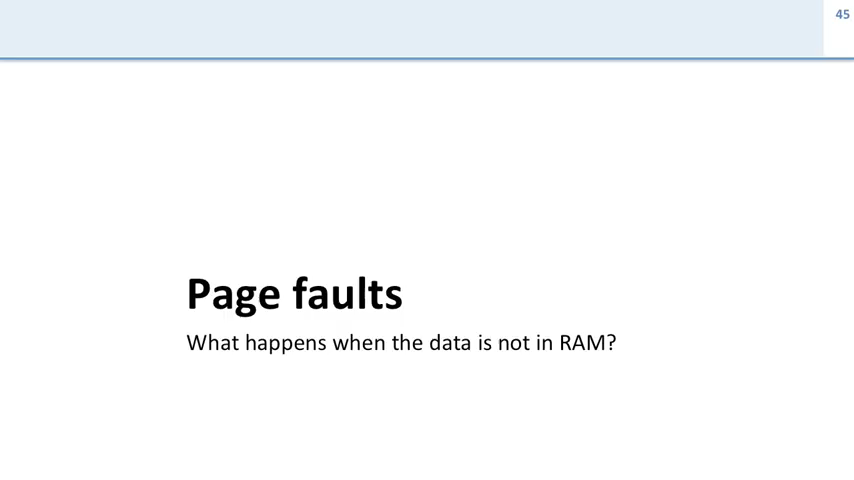 45
Page faults
What happens when the data is not in RAM?